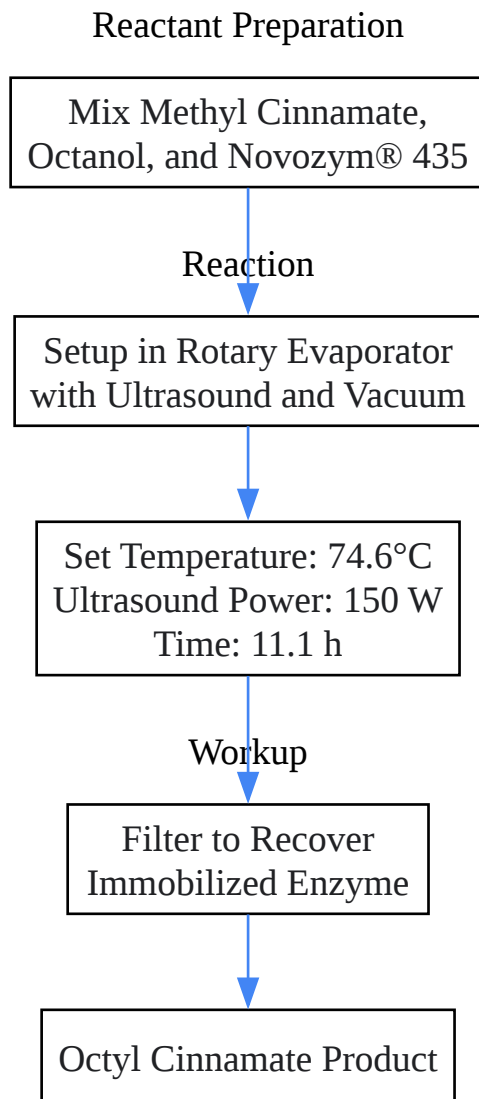 Reactant Preparation
Mix Methyl Cinnamate,
Octanol, and Novozym® 435
Reaction
Setup in Rotary Evaporator
with Ultrasound and Vacuum
Set Temperature: 74.6°C
Ultrasound Power: 150 W
Time: 11.1 h
Workup
Filter to Recover
Immobilized Enzyme
Octyl Cinnamate Product